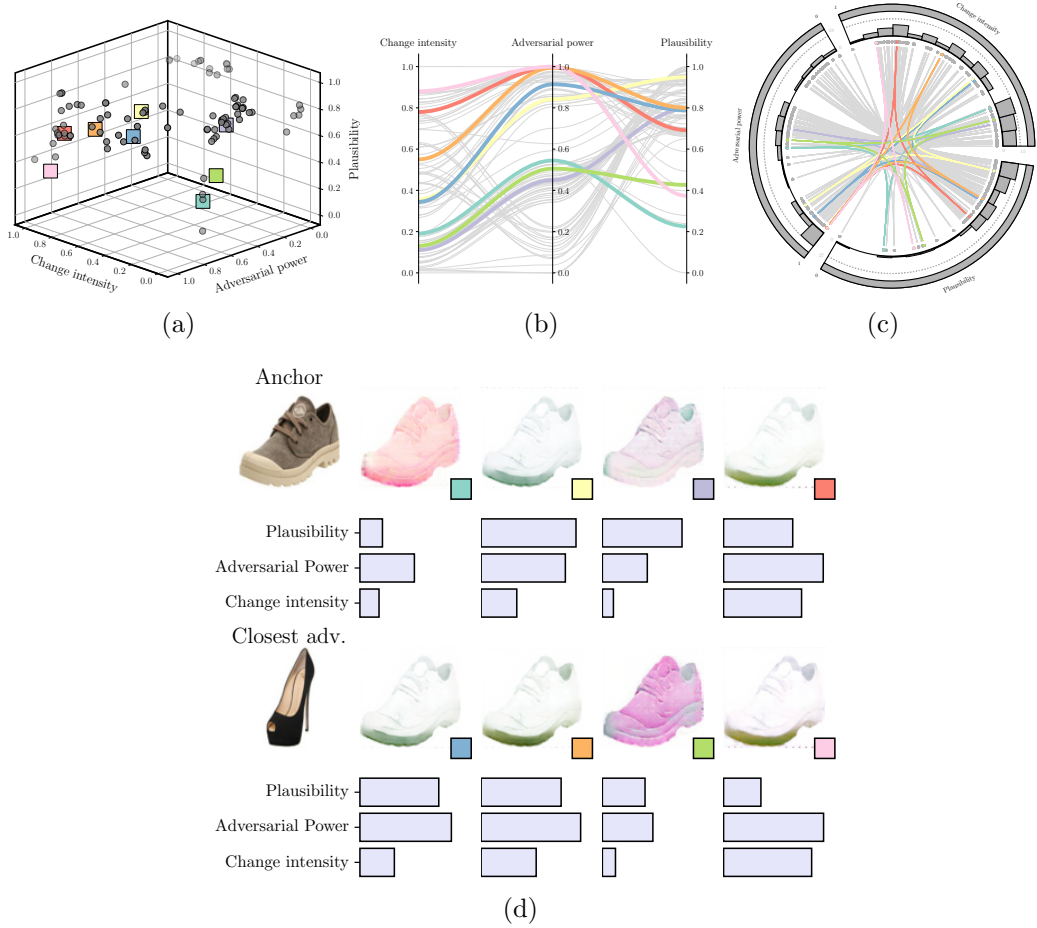 Change intensity
Adversarial power
Plausibility
1.0
0.8
0.6
0.4
0.2
0.0
1.0
0.8
0.6
0.4
0.2
0.0
1.0
0.8
0.6
0.4
0.2
0.0
Change intensity
Adversarial power
Plausibility
(a)
1.0 1.0 1.0
0.8 0.8 0.8
0.6 0.6 0.6
0.4 0.4 0.4
0.2 0.2 0.2
0.0 0.0 0.0
(b)
Change intensity
Adversarial power
Plausibility
(c)
Anchor
Plausibility
Adversarial Power
Change intensity
Closest adv.
Plausibility
Adversarial Power
Change intensity
(d)